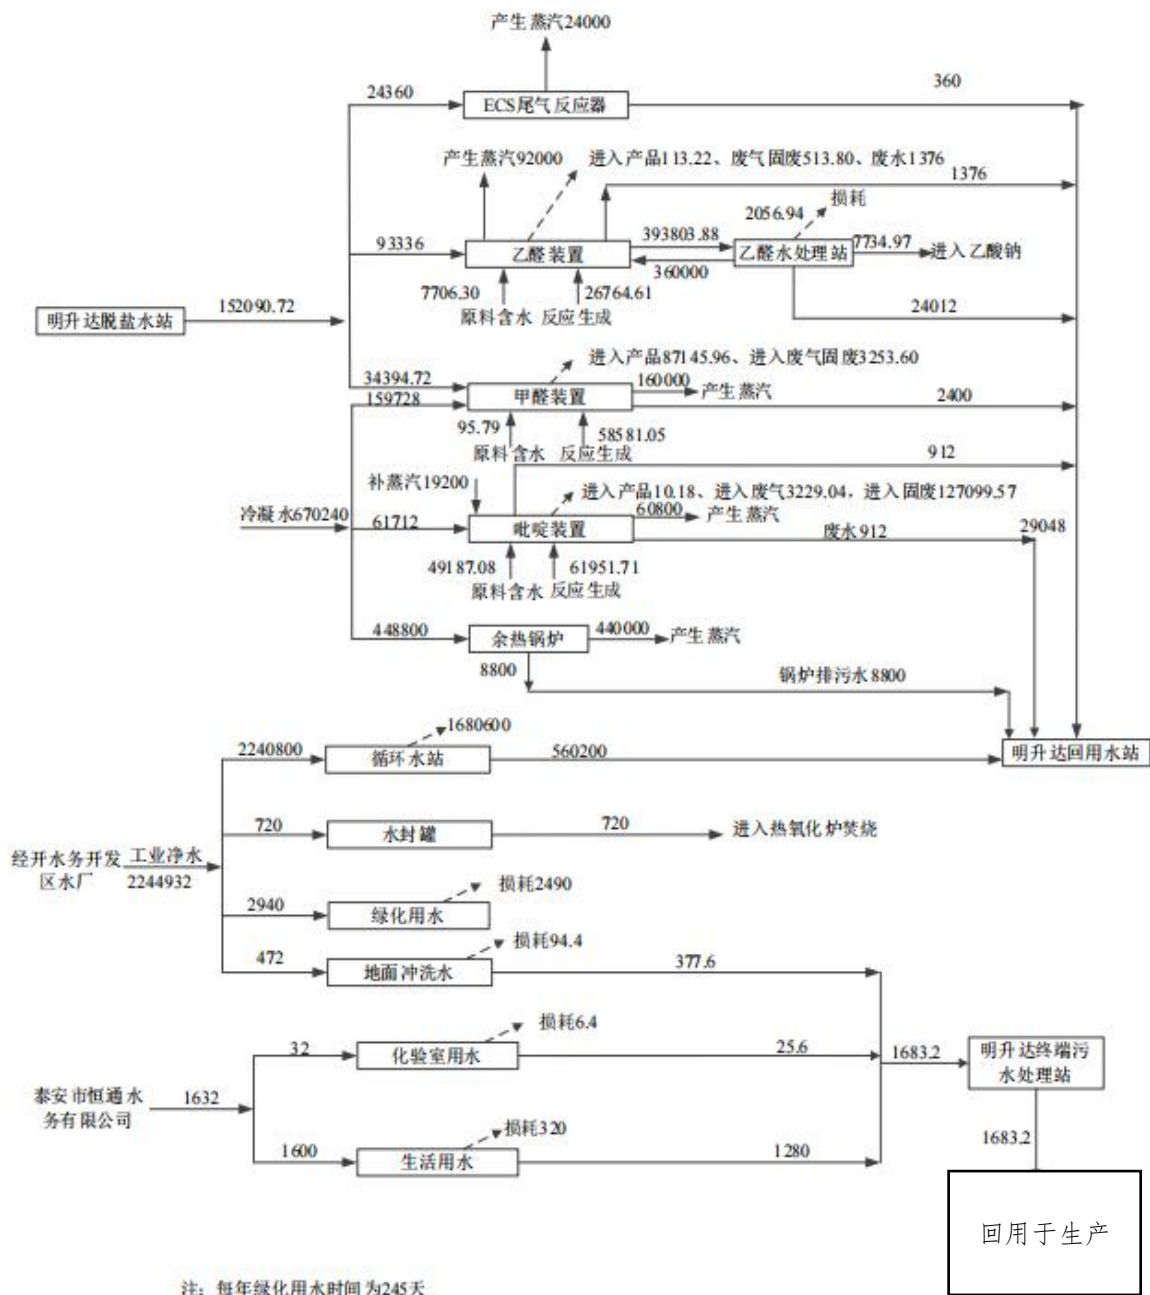 产生蒸汽24000
24360
ECS尾气反应器
360
产生蒸汽92000
进入产品113.22、废气固废513.80、废水1376
1376
2056.94
损耗
93336
乙醛装置
393803.88
360000
乙醛水处理站
7734.97
进入乙酸钠
7706.30
26764.61
原料含水
反应生成
24012
明升达脱盐水站
152090.72
进入产品87145.96、进入废气固废3253.60
34394.72
159728
甲醛装置
160000
产生蒸汽
2400
95.79
58581.05
原料含水
反应生成
912
补蒸汽19200
进入产品10.18、进入废气3229.04，进入固废127099.57
冷凝水670240
61712
吡啶装置
60800
产生蒸汽
废水912
29048
49187.08
61951.71
原料含水
反应生成
448800
余热锅炉
440000
产生蒸汽
8800
锅炉排污水8800
1680600
2240800
循环水站
560200
明升达回用水站
720
水封罐
720
进入热氧化炉焚烧
经开水务开发
区水厂
工业净水
2244932
损耗2490
2940
绿化用水
损耗94.4
472
地面冲洗水
377.6
损耗6.4
32
化验室用水
25.6
1683.2
明升达终端污
水处理站
泰安市恒通水
务有限公司
1632
损耗320
1600
生活用水
1280
1683.2
回用于生产
注：每年绿化用水时间为245天